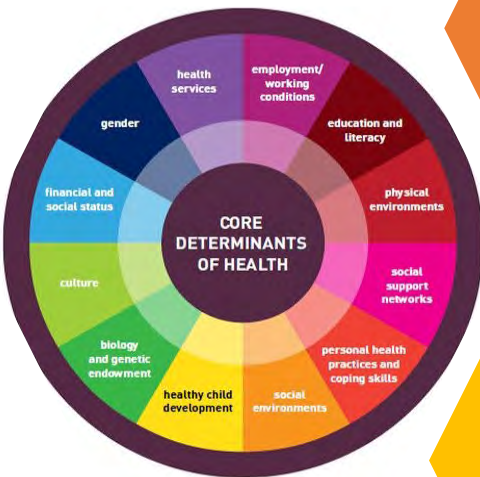 CORE
DETERMINANTS
OF HEALTH
employment/
working
conditions
education and
literacy
physical
environments
social
support
networks
personal health
practices and
coping skills
social
environments
healthy child
development
biology
and genetic
endowment
culture
financial and
social status
gender
health
services